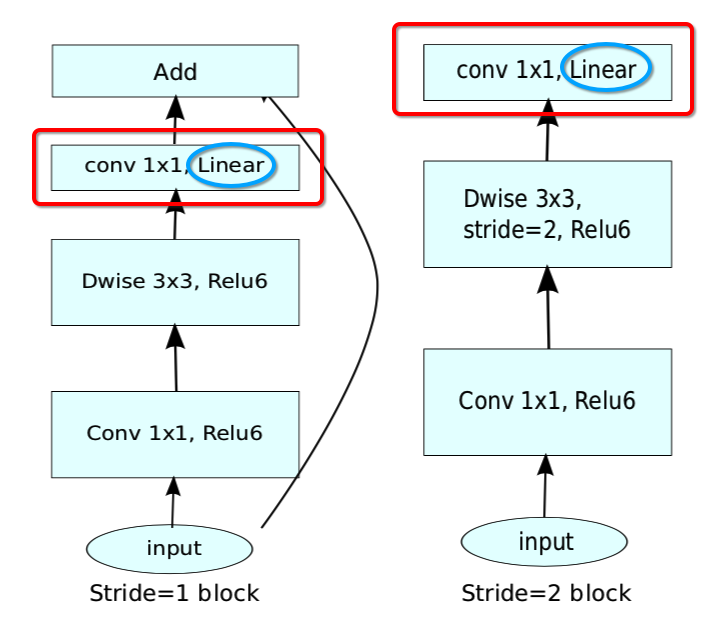 Add
conv 1x1, Linear
Dwise 3x3, Relu6
Conv 1x1, Relu6
input
Stride=1 block
conv 1x1, Linear
Dwise 3x3,
stride=2, Relu6
Conv 1x1, Relu6
input
Stride=2 block